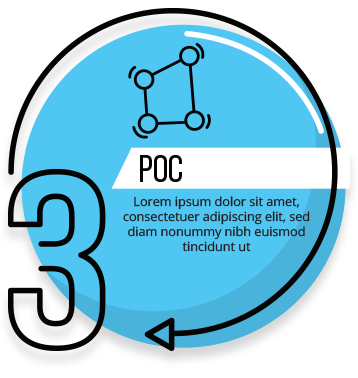 POC
Lorem ipsum dolor sit amet,
consectetuer adipiscing elit, sed
diam nonummy nibh euismod
tincidunt ut
3